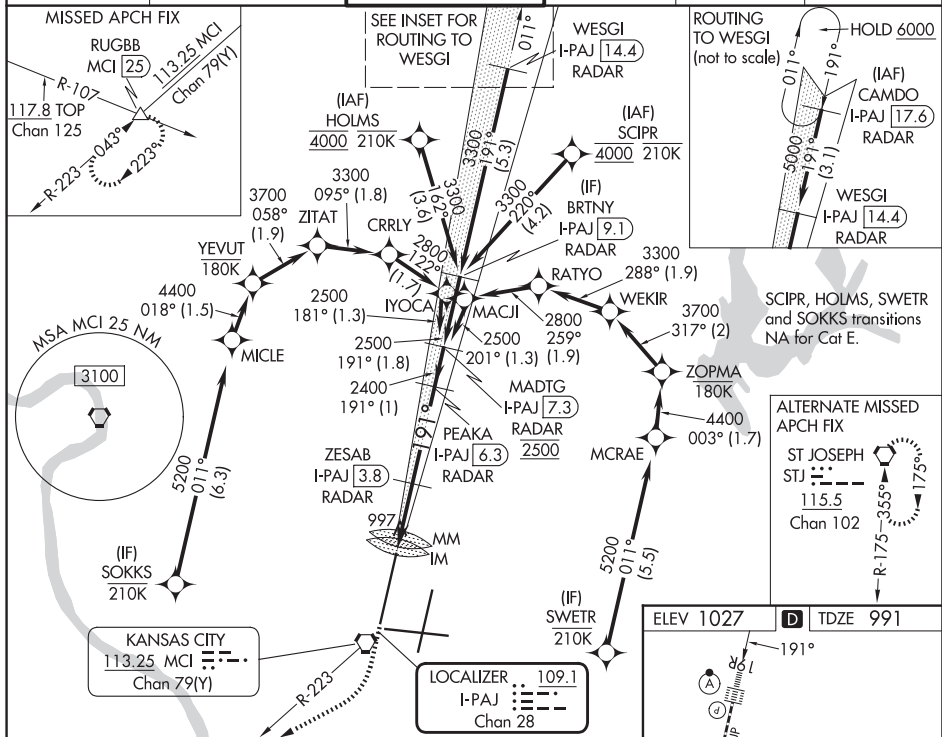 MISSED APCH FIX
RUGBB
MCI 25
113.25 MCI
Chan 79(Y)
R-107
117.8 TOP
Chan 125
043°
223°
R-223
SEE INSET FOR
ROUTING TO
WESGI
011°
WESGI
I-PAJ 14.4
RADAR
ROUTING
TO WESGI
(not to scale)
HOLD 6000
011°
191°
(IAF)
CAMDO
I-PAJ 17.6
RADAR
5000
191°
(3.1)
WESGI
I-PAJ 14.4
RADAR
(IAF)
HOLMS
4000 210K
(IAF)
SCIPR
4000 210K
3300
191°
(5.3)
3300
162°
(3.6)
3300
220°
(4.2)
(IF)
BRTNY
I-PAJ 9.1
RADAR
3300
095° (1.8)
3700
058°
(1.9)
ZITAT
CRRLY
YEVUT
180K
2800
122°
(1.7)
4400
018° (1.5)
MICLE
IYOCA
MACJI
RATYO
3300
288° (1.9)
WEKIR
2500
181° (1.3)
2500
191° (1.8)
2400
191° (1)
2500
201° (1.3)
2800
259°
(1.9)
3700
317° (2)
SCIPR, HOLMS, SWETR
and SOKKS transitions
NA for Cat E.
MSA MCI 25 NM
3100
ZOPMA
180K
4400
003° (1.7)
MCRAE
MADTG
I-PAJ 7.3
RADAR
2500
191°
PEAKA
I-PAJ 6.3
RADAR
ZESAB
I-PAJ 3.8
RADAR
997
MM
IM
5200
011°
(6.3)
(IF)
SOKKS
210K
5200
011°
(5.5)
(IF)
SWETR
210K
ALTERNATE MISSED
APCH FIX
ST JOSEPH
STJ
115.5
Chan 102
175°
355°
R-175
KANSAS CITY
113.25 MCI
Chan 79(Y)
R-223
LOCALIZER 109.1
I-PAJ
Chan 28
ELEV 1027 D TDZE 991
191°
19R
A
P